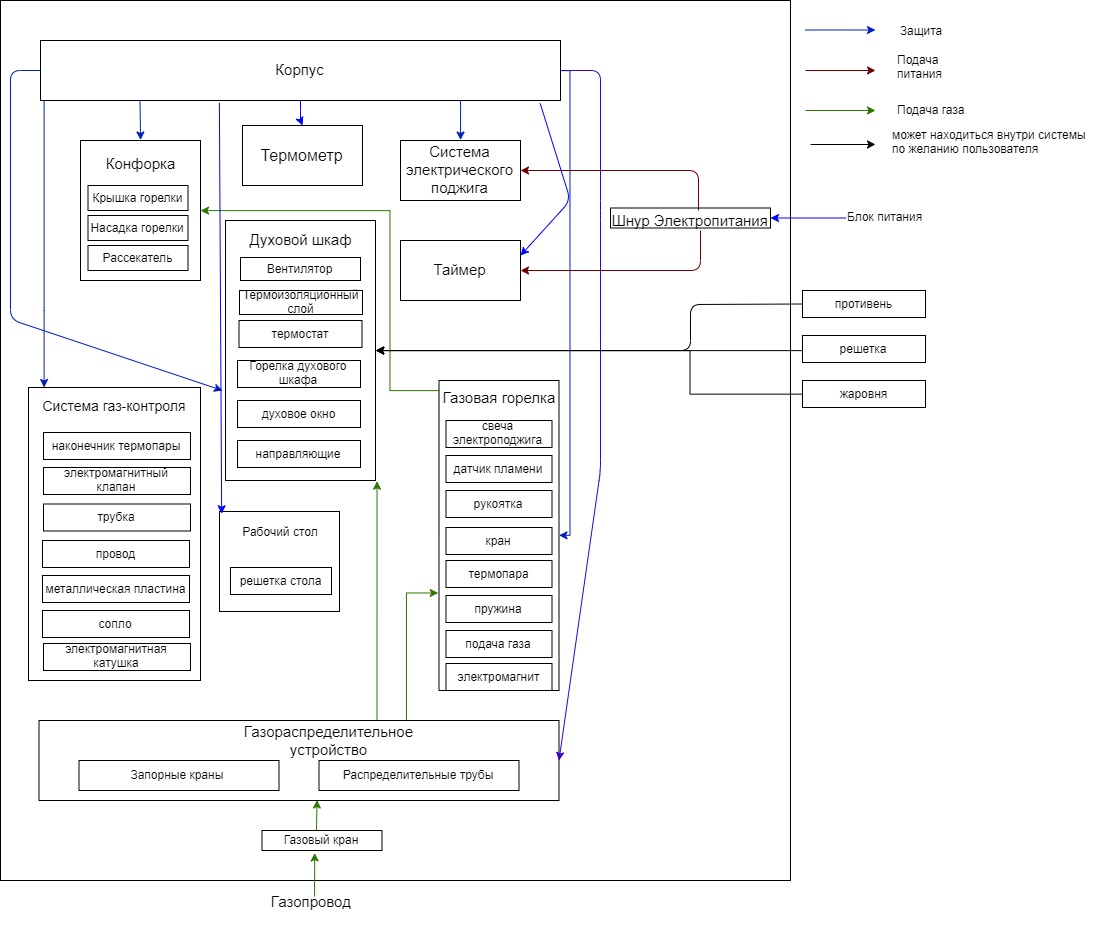 Корпус
Конфорка
Крышка горелки
Насадка горелки
Рассекатель
Термометр
Система
электрического
поджига
Таймер
Шнур Электропитания
Блок питания
Защита
Подача
питания
Подача газа
может находиться внутри системы
по желанию пользователя
Духовой шкаф
Вентилятор
Термоизоляционный
слой
термостат
Горелка духового
шкафа
духовое окно
направляющие
противень
решетка
жаровня
Система газ-контроля
наконечник термопары
электромагнитный
клапан
трубка
провод
металлическая пластина
сопло
электромагнитная
катушка
Рабочий стол
решетка стола
Газовая горелка
свеча
электроподжига
датчик пламени
рукоятка
кран
термопара
пружина
подача газа
электромагнит
Газораспределительное
устройство
Запорные краны
Распределительные трубы
Газовый кран
Газопровод